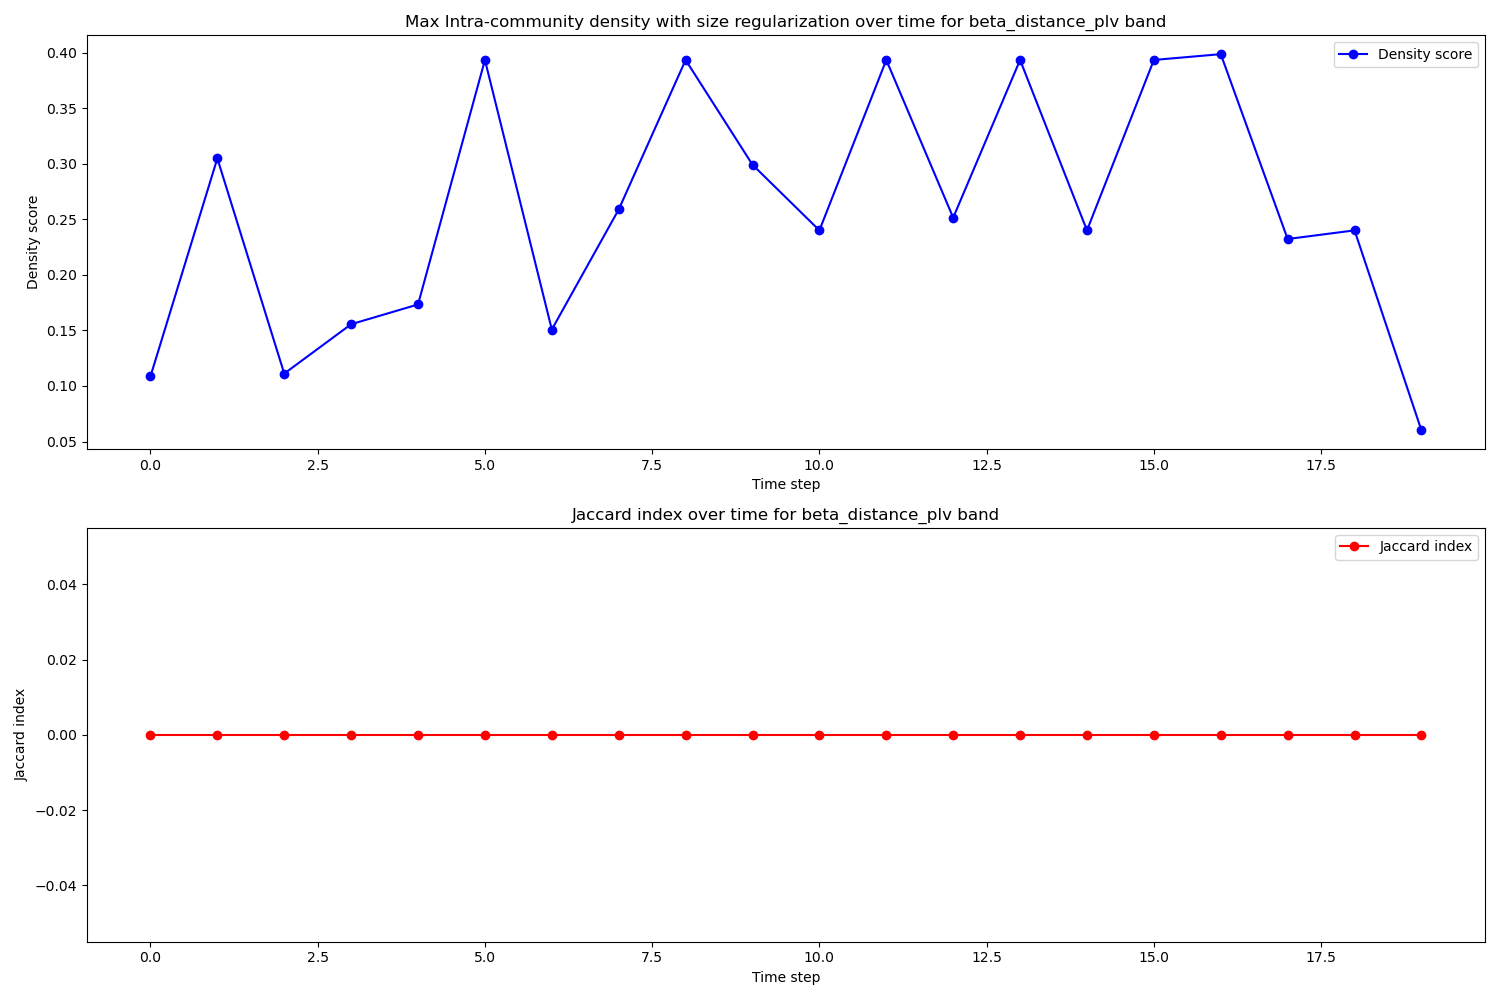 Max Intra-community density with size regularization over time for beta_distance_plv band
Density score
0.40
0.35
0.30
0.25
0.20
0.15
0.10
0.05
Density score
0.0 2.5 5.0 7.5 10.0 12.5 15.0 17.5
Time step
Jaccard index over time for beta_distance_plv band
Jaccard index
0.04
0.02
0.00
−0.02
−0.04
Jaccard index
0.0 2.5 5.0 7.5 10.0 12.5 15.0 17.5
Time step